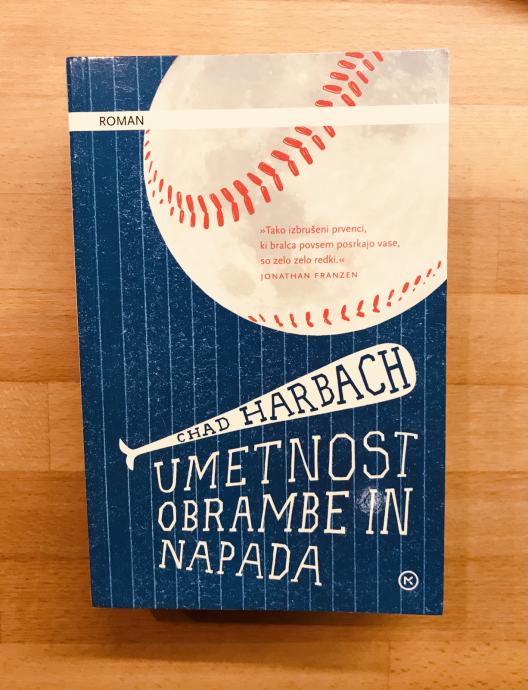 ROMAN
»Tako izbrušeni prvenci,
ki bralca povsem posrkajo vase,
so zelo zelo redki.«
JONATHAN FRANZEN
CHAD HARBACH
UMETNOST
OBRAMBE IN
NAPADA